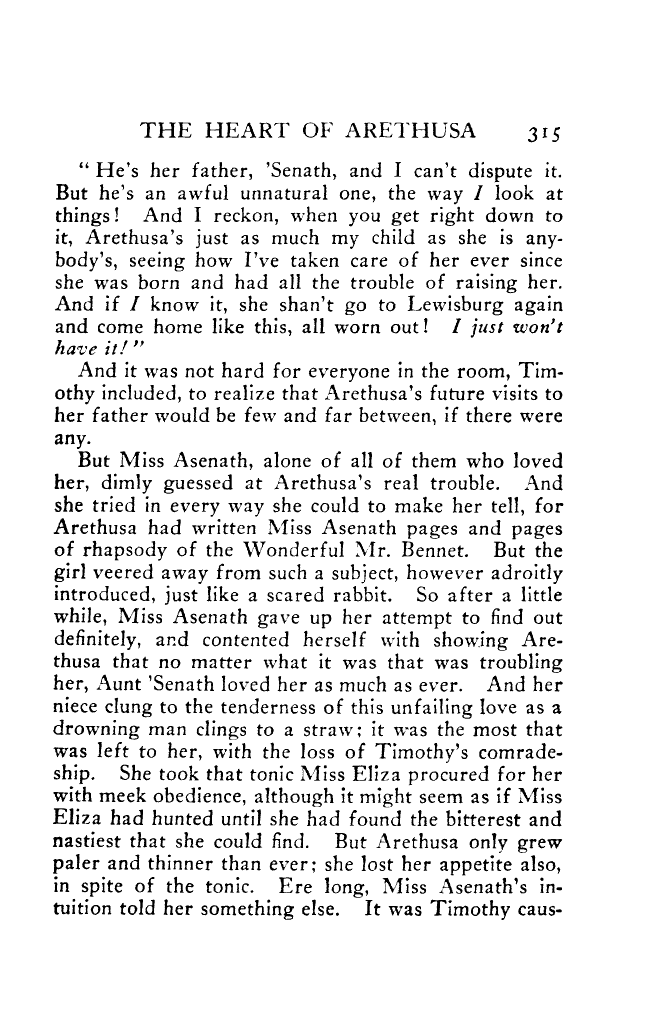 THE HEART OF ARETHUSA 315
“ He's her father, 'Senath, and I can't dispute it.
But he's an awful unnatural one, the way I look at
things! And I reckon, when you get right down to
it, Arethusa's just as much my child as she is any-
body's, seeing how I've taken care of her ever since
she was born and had all the trouble of raising her.
And if I know it, she shan't go to Lewisburg again
and come home like this, all worn out! I just won't
have it!”
And it was not hard for everyone in the room, Tim-
othy included, to realize that Arethusa's future visits to
her father would be few and far between, if there were
any.
But Miss Asenath, alone of all of them who loved
her, dimly guessed at Arethusa's real trouble. And
she tried in every way she could to make her tell, for
Arethusa had written Miss Asenath pages and pages
of rhapsody of the Wonderful Mr. Bennet. But the
girl veered away from such a subject, however adroitly
introduced, just like a scared rabbit. So after a little
while, Miss Asenath gave up her attempt to find out
definitely, and contented herself with showing Are-
thusa that no matter what it was that was troubling
her, Aunt 'Senath loved her as much as ever. And her
niece clung to the tenderness of this unfailing love as a
drowning man clings to a straw; it was the most that
was left to her, with the loss of Timothy's comrade-
ship. She took that tonic Miss Eliza procured for her
with meek obedience, although it might seem as if Miss
Eliza had hunted until she had found the bitterest and
nastiest that she could find. But Arethusa only grew
paler and thinner than ever; she lost her appetite also,
in spite of the tonic. Ere long, Miss Asenath's in-
tuition told her something else. It was Timothy caus-